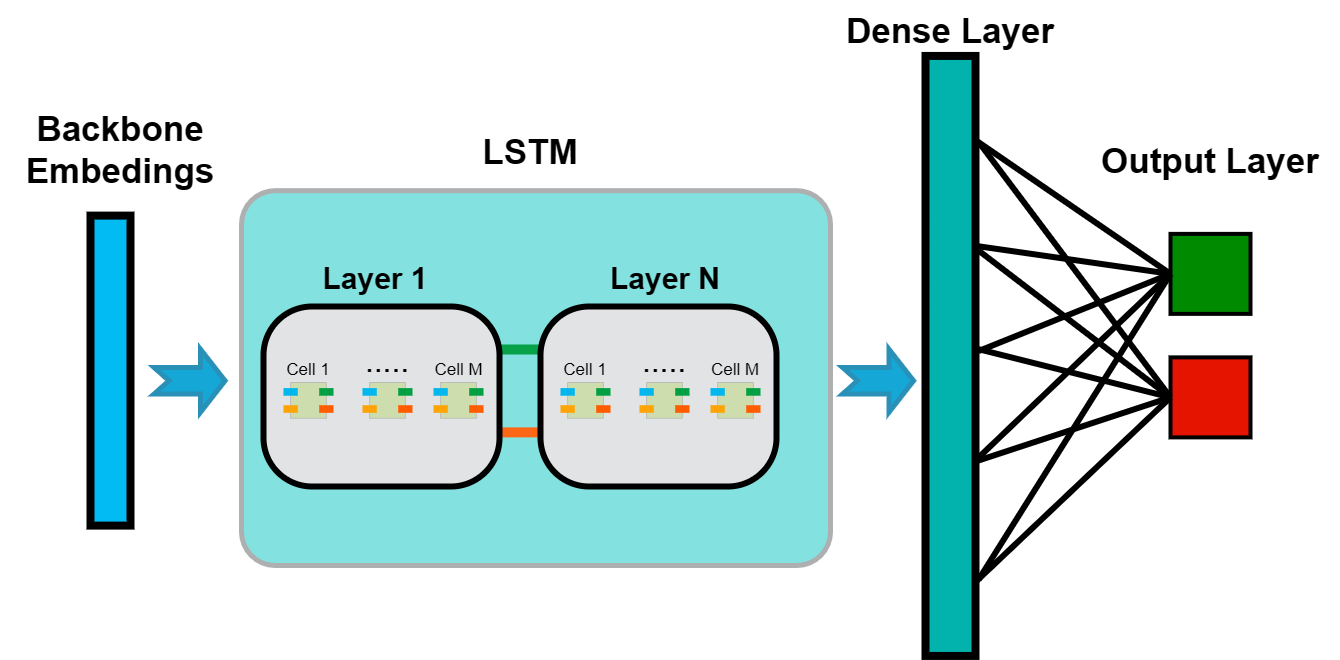 Backbone
Embedings
LSTM
Layer 1
Cell 1
.....
Cell M
Layer N
Cell 1
.....
Cell M
Dense Layer
Output Layer